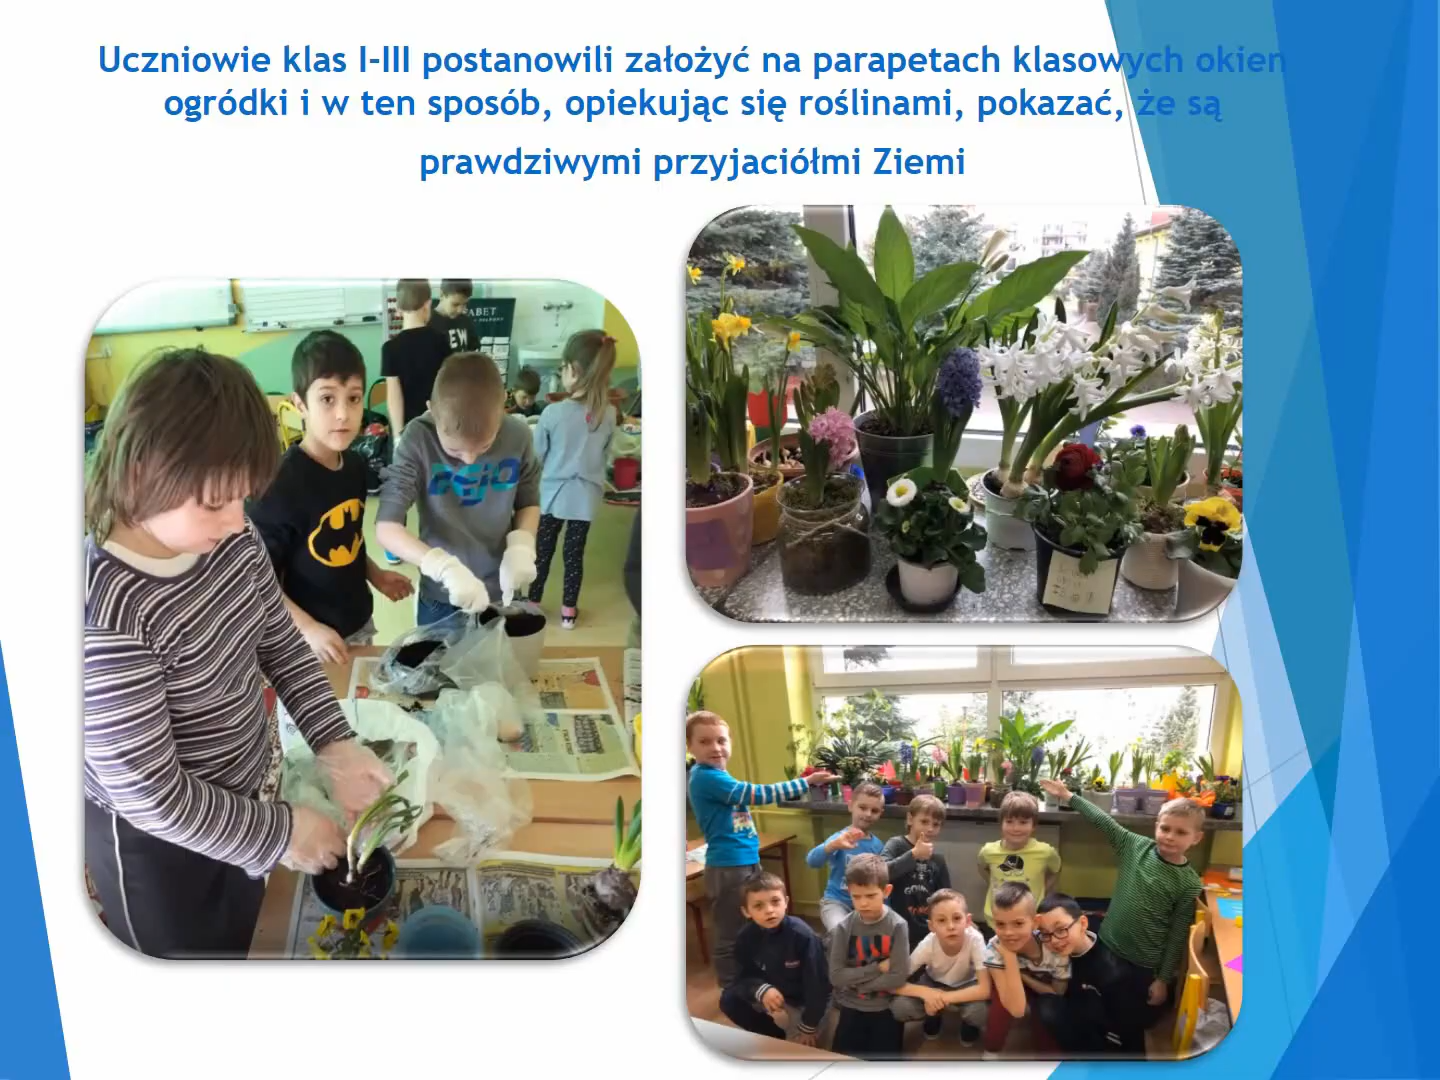 Uczniowie klas I-III postanowili założyć na parapetach klasowych okien
ogródki i w ten sposób, opiekując się roślinami, pokazać, że są
prawdziwymi przyjaciółmi Ziemi